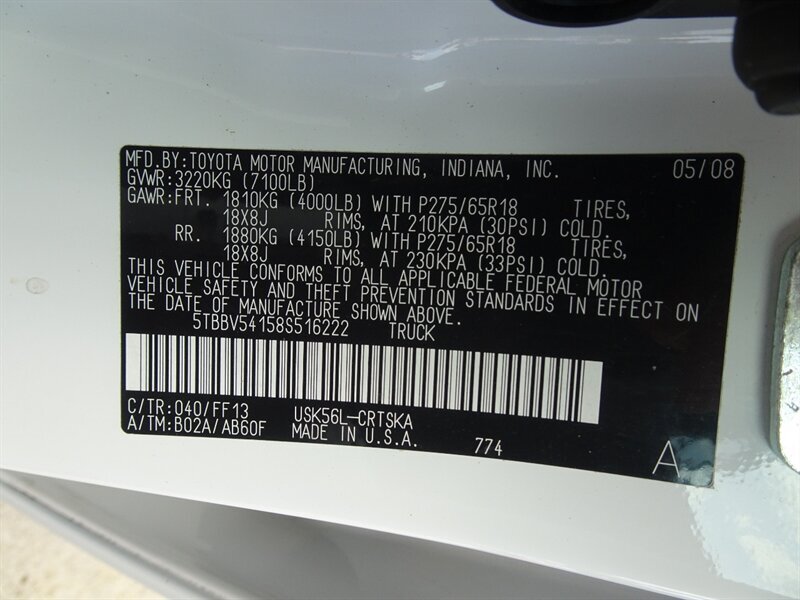 MFD.BY:TOYOTA MOTOR MANUFACTURING, INDIANA, INC. 05/08
GVWR:3220KG (7100LB)
GAWR:FRT. 1810KG (4000LB) WITH P275/65R18 TIRES,
18X8J RIMS, AT 210KPA (30PSI) COLD.
RR. 1880KG (4150LB) WITH P275/65R18 TIRES,
18X8J RIMS, AT 230KPA (33PSI) COLD.
THIS VEHICLE CONFORMS TO ALL APPLICABLE FEDERAL MOTOR
VEHICLE SAFETY AND THEFT PREVENTION STANDARDS IN EFFECT ON
THE DATE OF MANUFACTURE SHOWN ABOVE.
5TBBV54158S516222 TRUCK
C/TR:040/FF13 USK56L-CRTSKA
A/TM:B02A/AB60F MADE IN U.S.A. 774 A